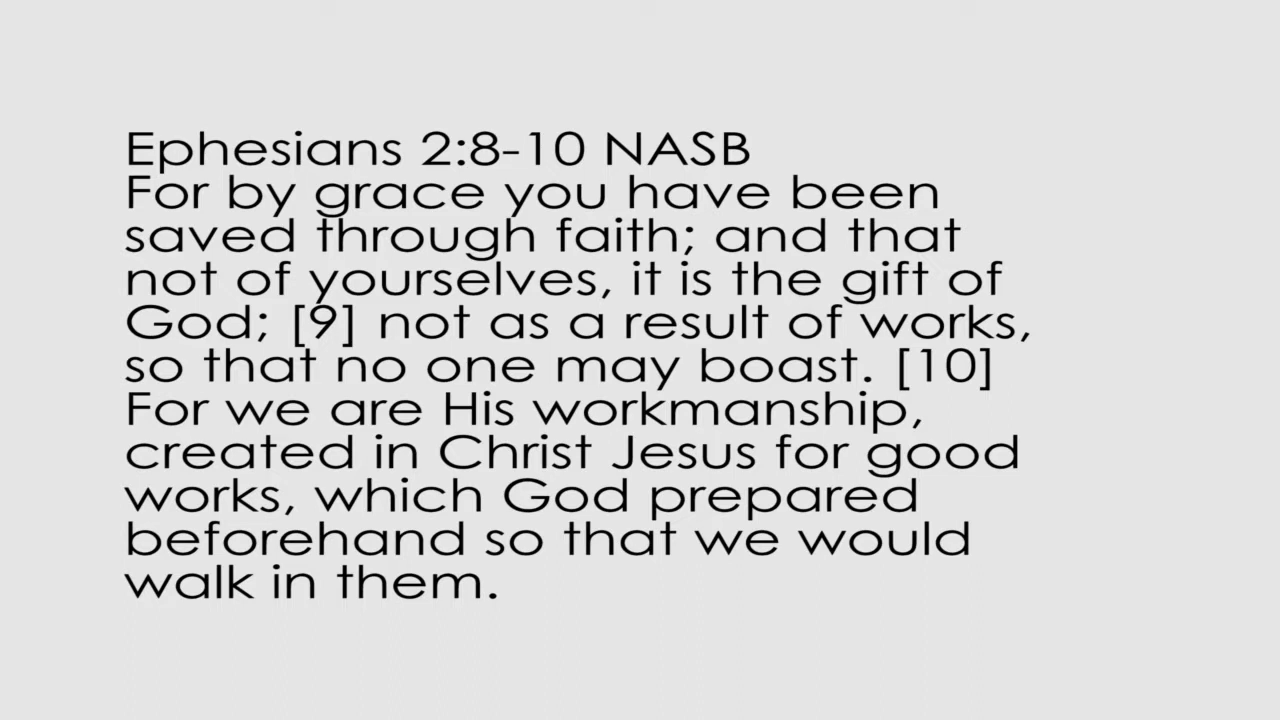 Ephesians 2:8-10 NASB
For by grace you have been
saved through faith; and that
not of yourselves, it is the gift of
God; [9] not as a result of works,
so that no one may boast. [10]
For we are His workmanship,
created in Christ Jesus for good
works, which God prepared
beforehand so that we would
walk in them.